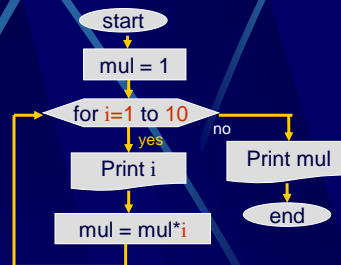 start
mul = 1
for i=1 to 10
no
yes
Print i
Print mul
mul = mul*i
end